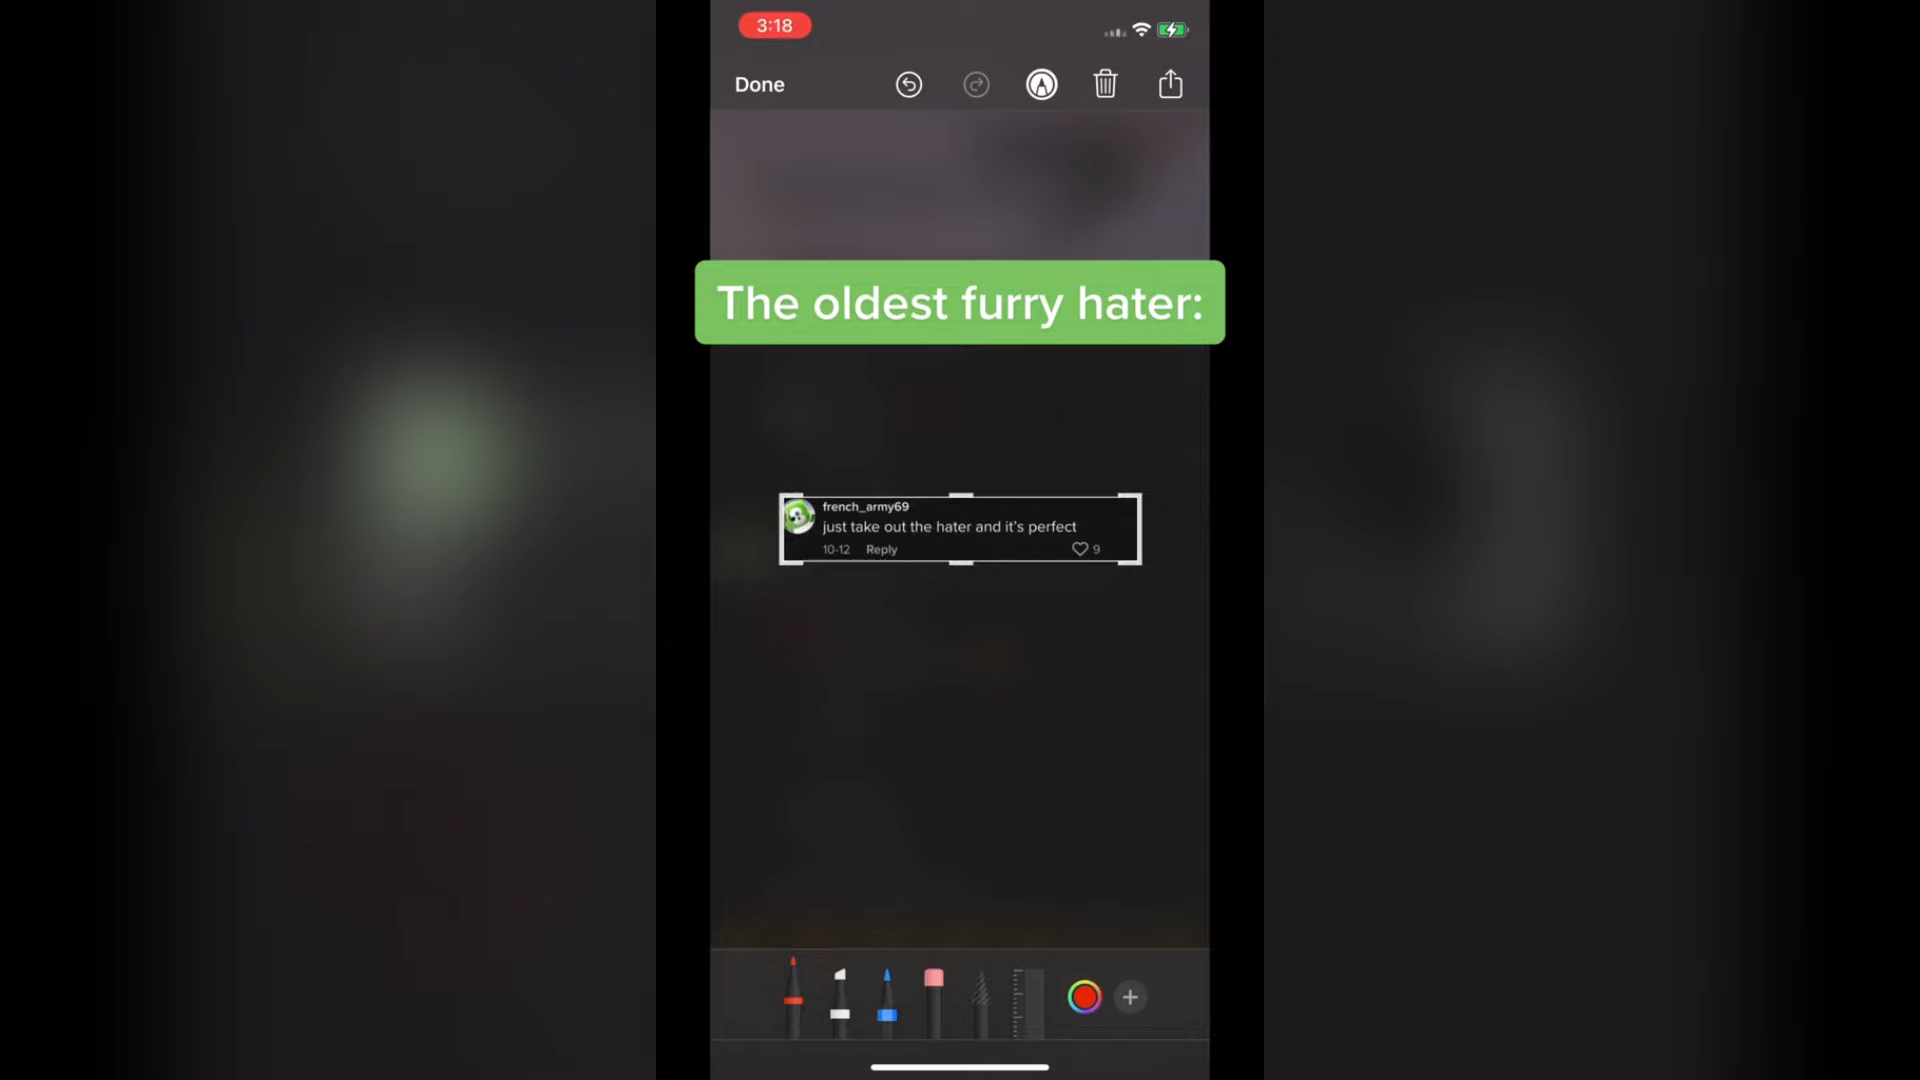 3:18
Done
The oldest furry hater:
french_army69
just take out the hater and it's perfect
10-12 Reply 9